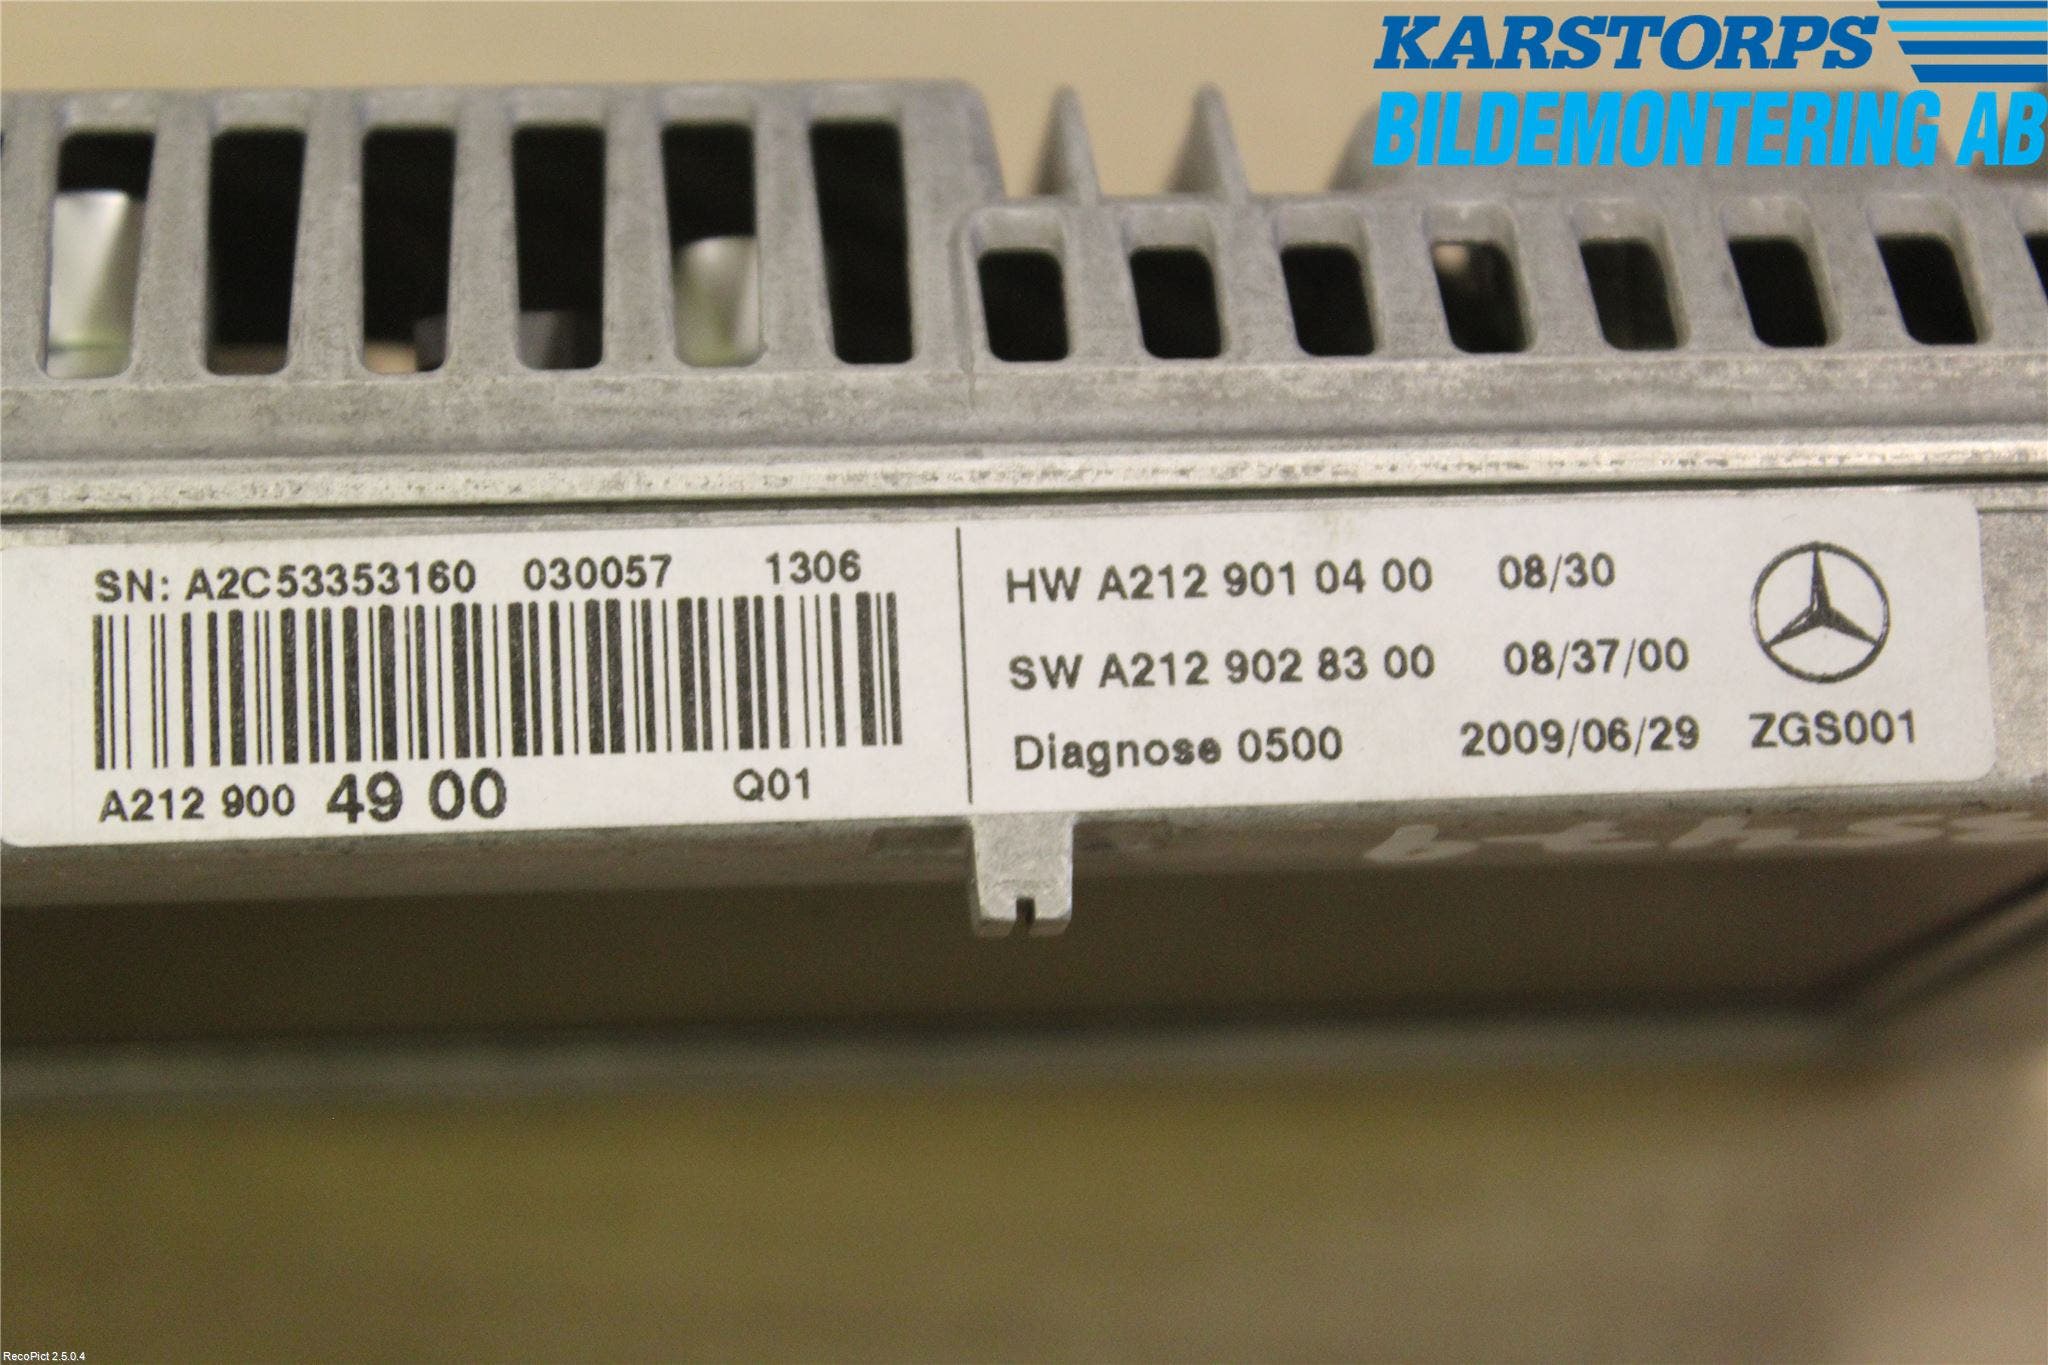 KARSTORPS
BILDEMONTERING AB
SN: A2C53353160 030057 1306
A212 900 49 00 Q01
HW A212 901 04 00 08/30
SW A212 902 83 00 08/37/00
Diagnose 0500 2009/06/29 ZGS001
RecoPict 2.5.0.4